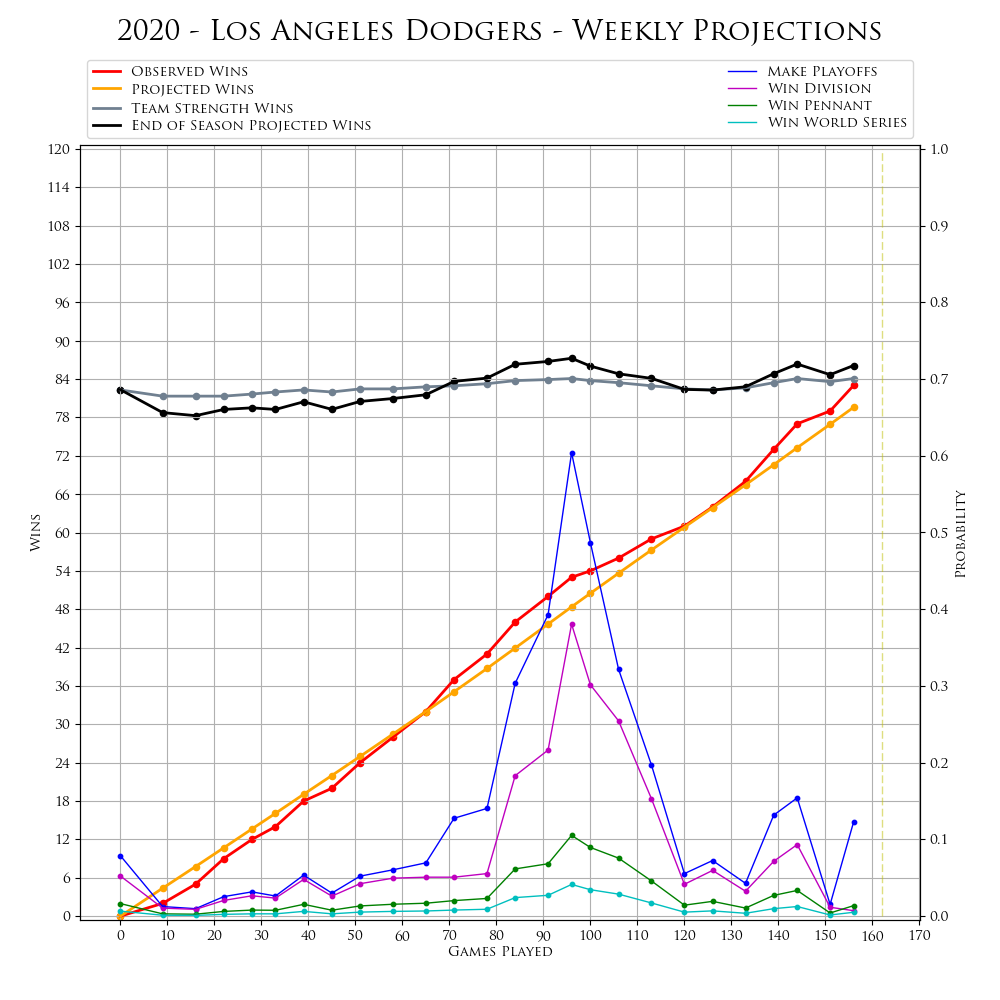 2020 - Los Angeles Dodgers - Weekly Projections
Observed Wins
Projected Wins
Team Strength Wins
End of Season Projected Wins
Make Playoffs
Win Division
Win Pennant
Win World Series
120
114
108
102
96
90
84
78
72
66
60
54
48
42
36
30
24
18
12
6
0
Wins
1.0
0.9
0.8
0.7
0.6
0.5
0.4
0.3
0.2
0.1
0.0
Probability
0 10 20 30 40 50 60 70 80 90 100 110 120 130 140 150 160 170
Games Played